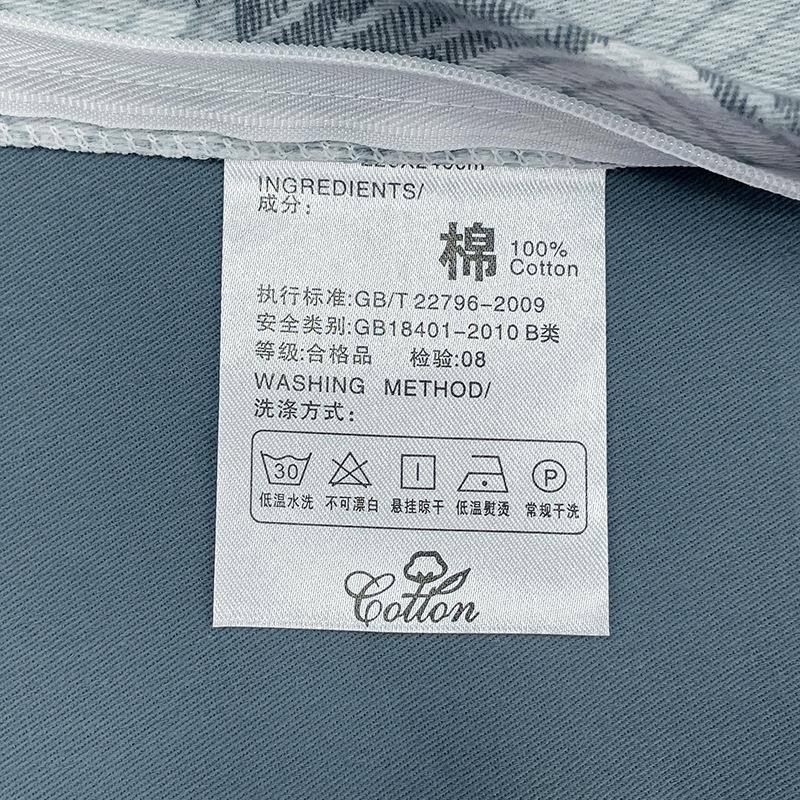 INGREDIENTS/
成分:
棉 100%
Cotton
执行标准:GB/T 22796-2009
安全类别:GB18401-2010 B类
等级:合格品 检验:08
WASHING METHOD/
洗涤方式:
30 P
低温水洗 不可漂白 悬挂晾干 低温熨烫 常规干洗
Cotton